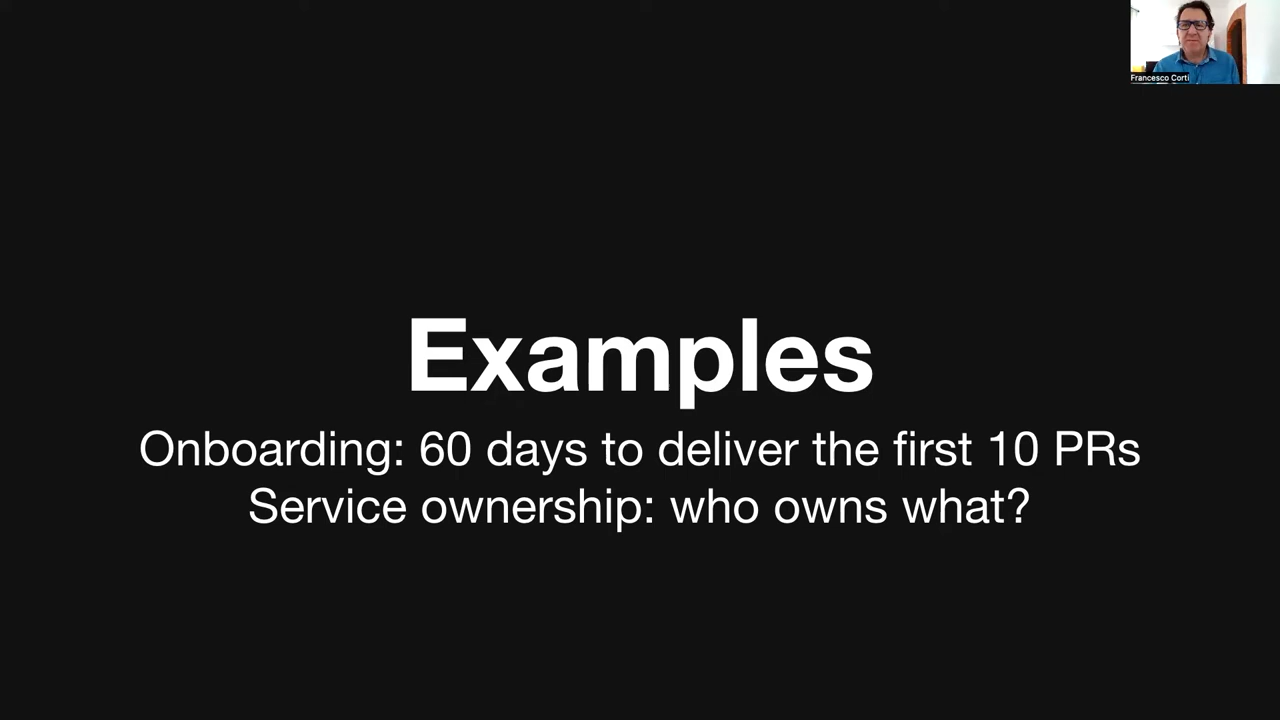 Francesco Corti
Examples
Onboarding: 60 days to deliver the first 10 PRs
Service ownership: who owns what?